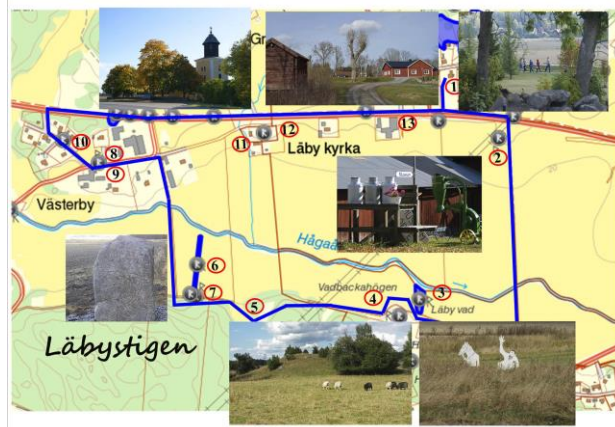 Gr
1
10
8
9
11
12
13
Läby kyrka
2
Västerby
Hågaå
6
7
5
Vadbackahögen
4
3
Läby vad
Läbystigen